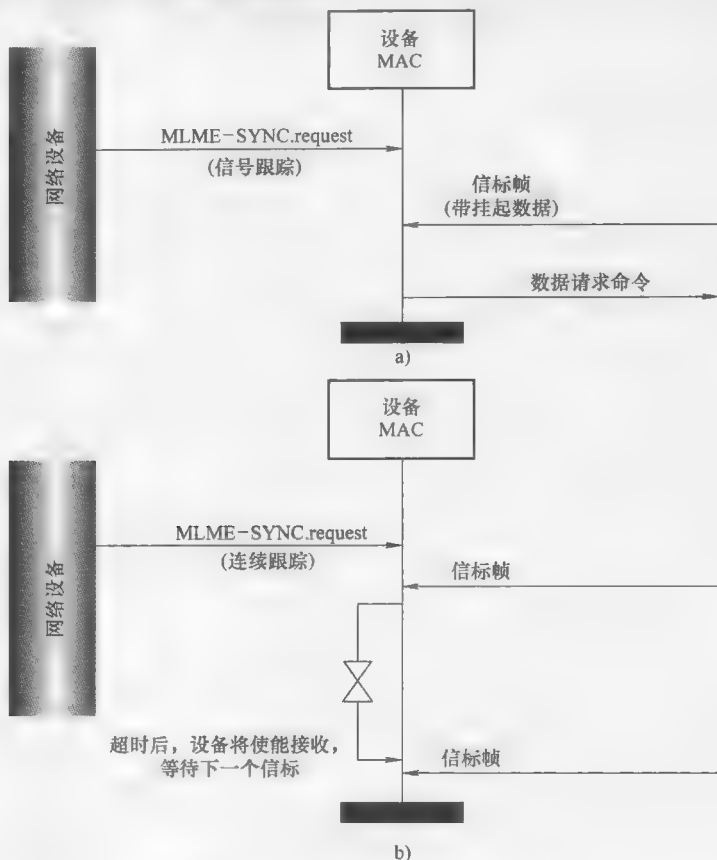 设备
MAC
网络设备
MLME-SYNC.request
(信号跟踪)
信标帧
(带挂起数据)
数据请求命令
a)
设备
MAC
网络设备
MLME-SYNC.request
(连续跟踪)
信标帧
超时后，设备将使能接收，
等待下一个信标
信标帧
b)